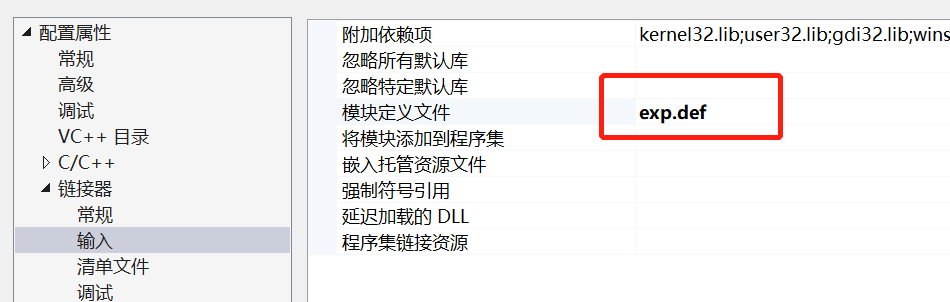 配置属性
常规
高级
调试
VC++ 目录
C/C++
链接器
常规
输入
清单文件
调试
附加依赖项 kernel32.lib;user32.lib;gdi32.lib;wins
忽略所有默认库
忽略特定默认库
模块定义文件 exp.def
将模块添加到程序集
嵌入托管资源文件
强制符号引用
延迟加载的 DLL
程序集链接资源